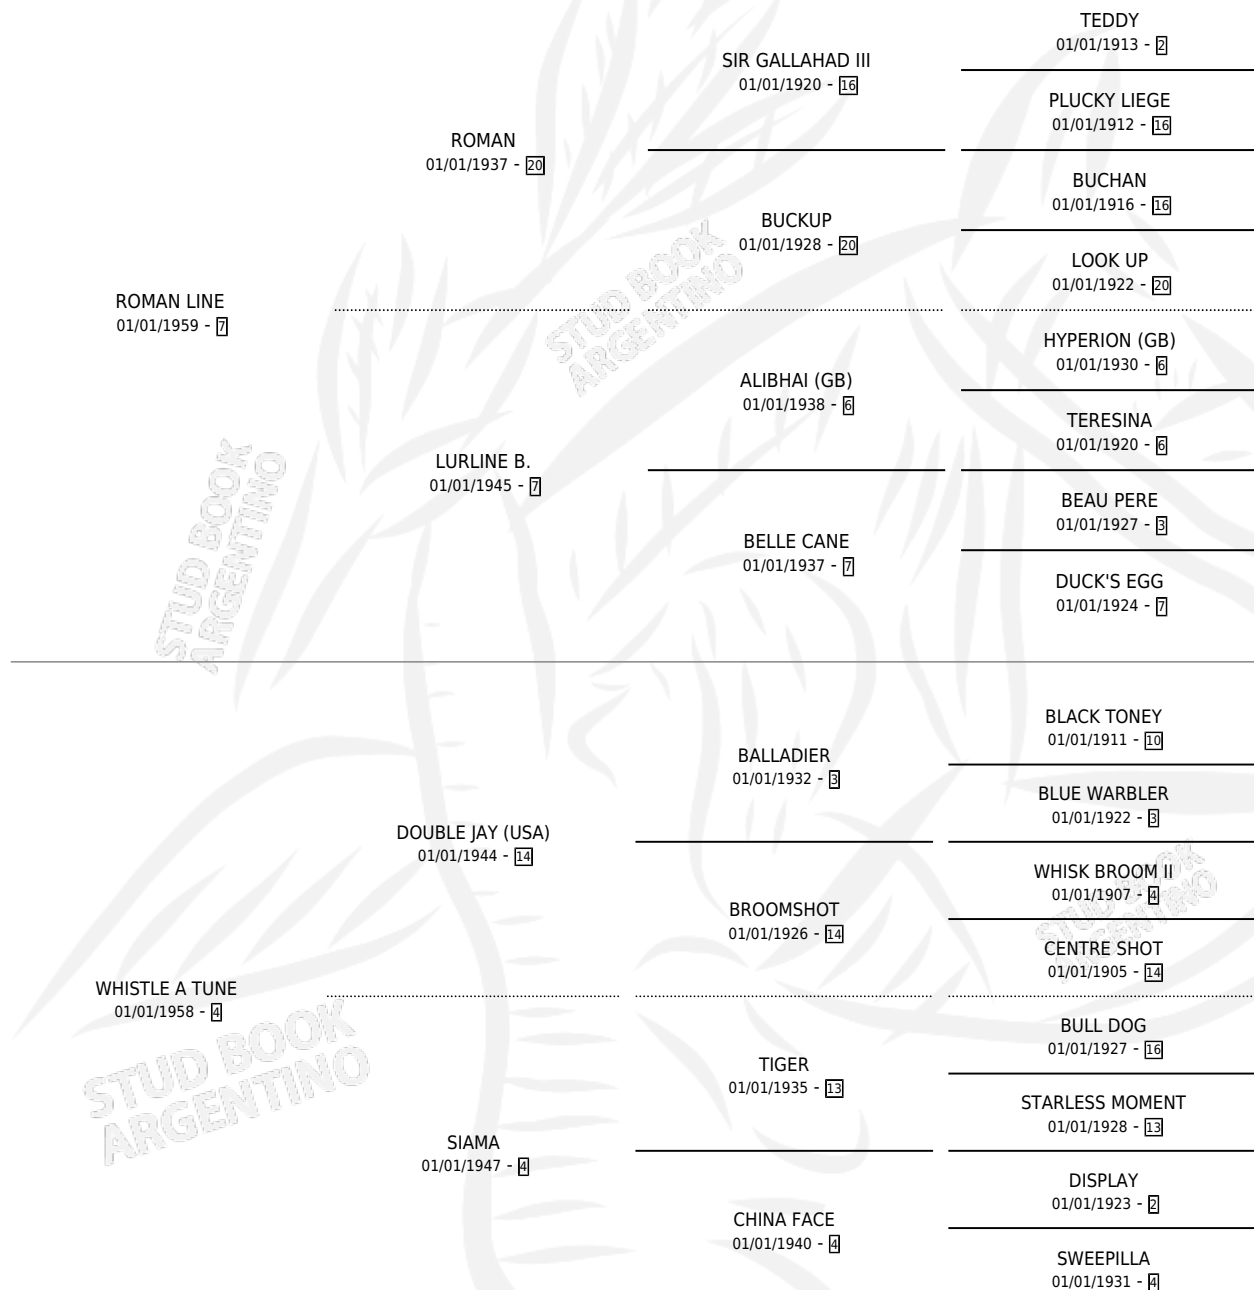 ROMAN LINE
01/01/1959 - 7
ROMAN
01/01/1937 - 20
LURLINE B.
01/01/1945 - 7
SIR GALLAHAD III
01/01/1920 - 16
BUCKUP
01/01/1928 - 20
ALIBHAI (GB)
01/01/1938 - 6
BELLE CANE
01/01/1937 - 7
TEDDY
01/01/1913 - 2
PLUCKY LIEGE
01/01/1912 - 16
BUCHAN
01/01/1916 - 16
LOOK UP
01/01/1922 - 20
HYPERION (GB)
01/01/1930 - 6
TERESINA
01/01/1920 - 6
BEAU PERE
01/01/1927 - 3
DUCK'S EGG
01/01/1924 - 7
WHISTLE A TUNE
01/01/1958 - 4
DOUBLE JAY (USA)
01/01/1944 - 14
SIAMA
01/01/1947 - 4
BALLADIER
01/01/1932 - 3
BROOMSHOT
01/01/1926 - 14
TIGER
01/01/1935 - 13
CHINA FACE
01/01/1940 - 4
BLACK TONEY
01/01/1911 - 10
BLUE WARBLER
01/01/1922 - 3
WHISK BROOM II
01/01/1907 - 4
CENTRE SHOT
01/01/1905 - 14
BULL DOG
01/01/1927 - 16
STARLESS MOMENT
01/01/1928 - 13
DISPLAY
01/01/1923 - 2
SWEEPILLA
01/01/1931 - 4
STUD BOOK
ARGENTINO
STUD BOOK
ARGENTINO
STUD BOOK
ARGENTINO
STUD BOOK
ARGENTINO